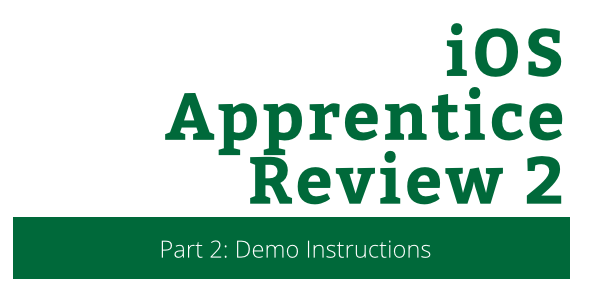 iOS
Apprentice
Review 2
Part 2: Demo Instructions